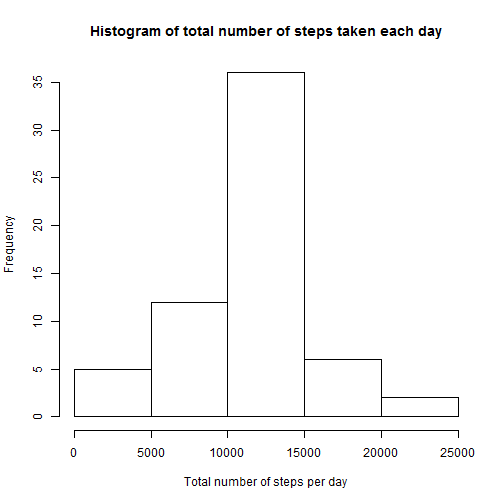 Histogram of total number of steps taken each day
Frequency
35
30
25
20
15
10
5
0
0 5000 10000 15000 20000 25000
Total number of steps per day